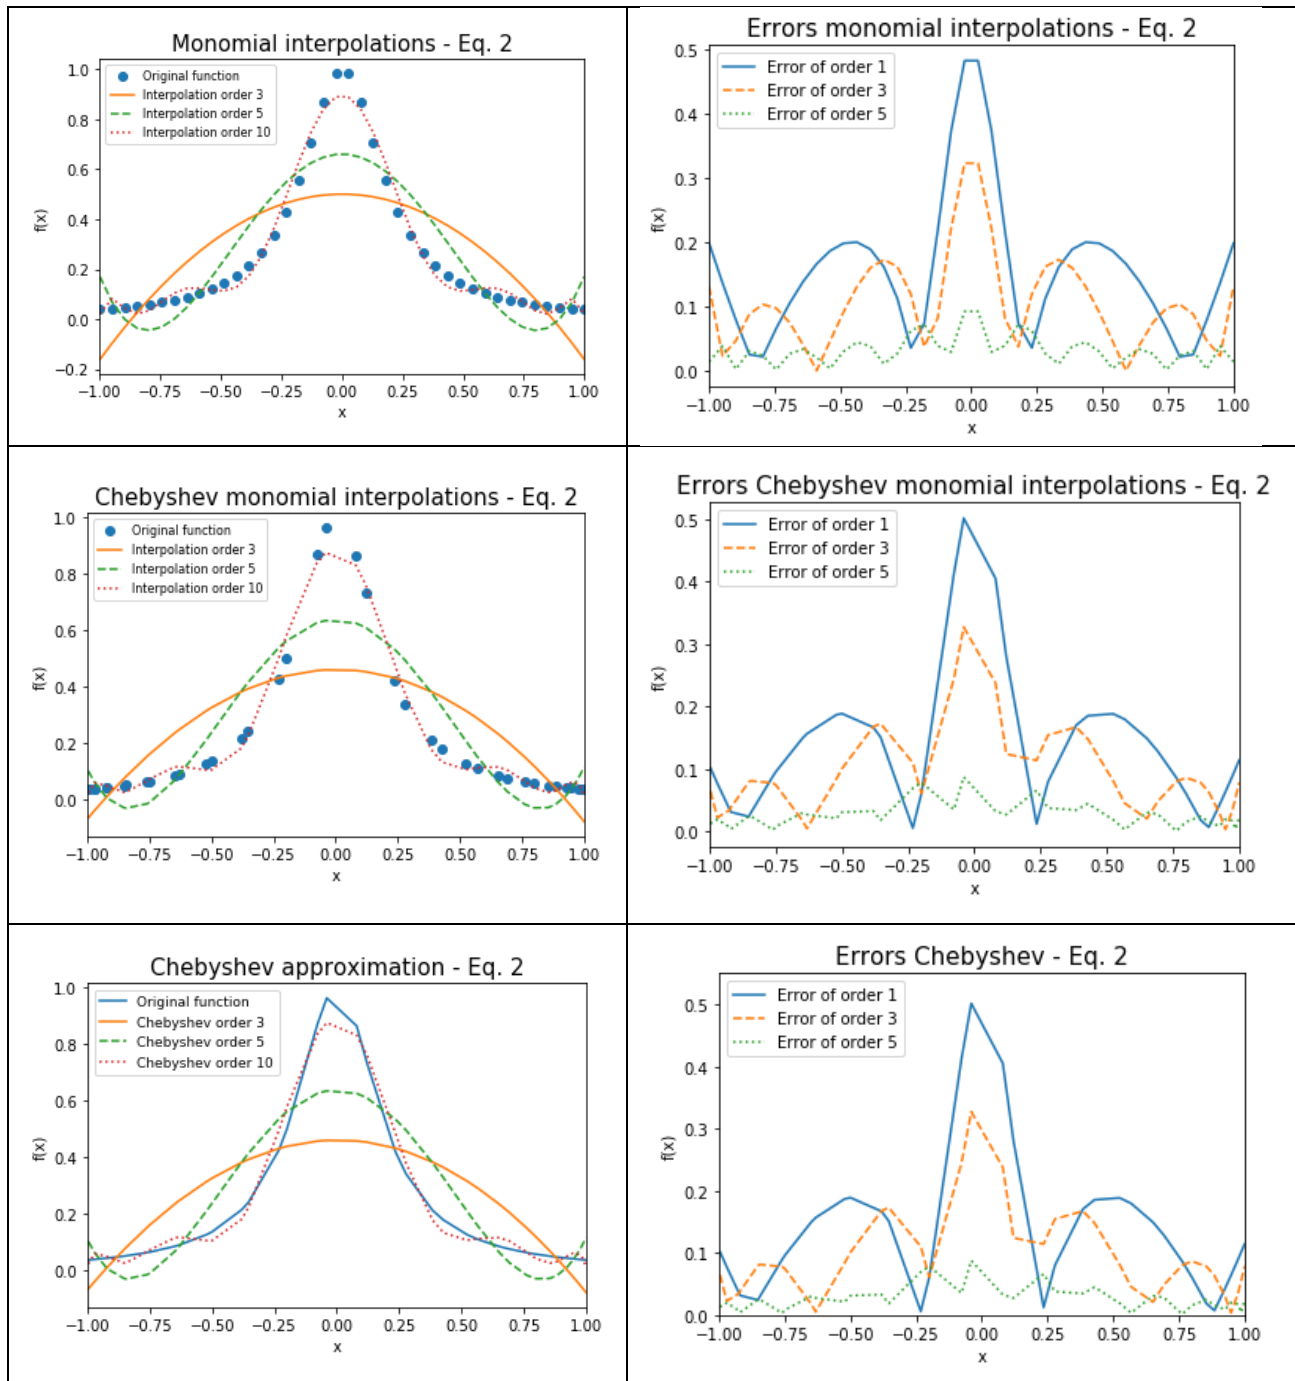 Monomial interpolations - Eq. 2
Original function
Interpolation order 3
Interpolation order 5
Interpolation order 10
1.0
0.8
0.6
0.4
0.2
0.0
−0.2
f(x)
−1.00 −0.75 −0.50 −0.25 0.00 0.25 0.50 0.75 1.00
x
Errors monomial interpolations - Eq. 2
Error of order 1
Error of order 3
Error of order 5
0.5
0.4
0.3
0.2
0.1
0.0
f(x)
−1.00 −0.75 −0.50 −0.25 0.00 0.25 0.50 0.75 1.00
x
Chebyshev monomial interpolations - Eq. 2
Original function
Interpolation order 3
Interpolation order 5
Interpolation order 10
1.0
0.8
0.6
0.4
0.2
0.0
f(x)
−1.00 −0.75 −0.50 −0.25 0.00 0.25 0.50 0.75 1.00
x
Errors Chebyshev monomial interpolations - Eq. 2
Error of order 1
Error of order 3
Error of order 5
0.5
0.4
0.3
0.2
0.1
0.0
f(x)
−1.00 −0.75 −0.50 −0.25 0.00 0.25 0.50 0.75 1.00
x
Chebyshev approximation - Eq. 2
Original function
Chebyshev order 3
Chebyshev order 5
Chebyshev order 10
1.0
0.8
0.6
0.4
0.2
0.0
f(x)
−1.00 −0.75 −0.50 −0.25 0.00 0.25 0.50 0.75 1.00
x
Errors Chebyshev - Eq. 2
Error of order 1
Error of order 3
Error of order 5
0.5
0.4
0.3
0.2
0.1
0.0
f(x)
−1.00 −0.75 −0.50 −0.25 0.00 0.25 0.50 0.75 1.00
x